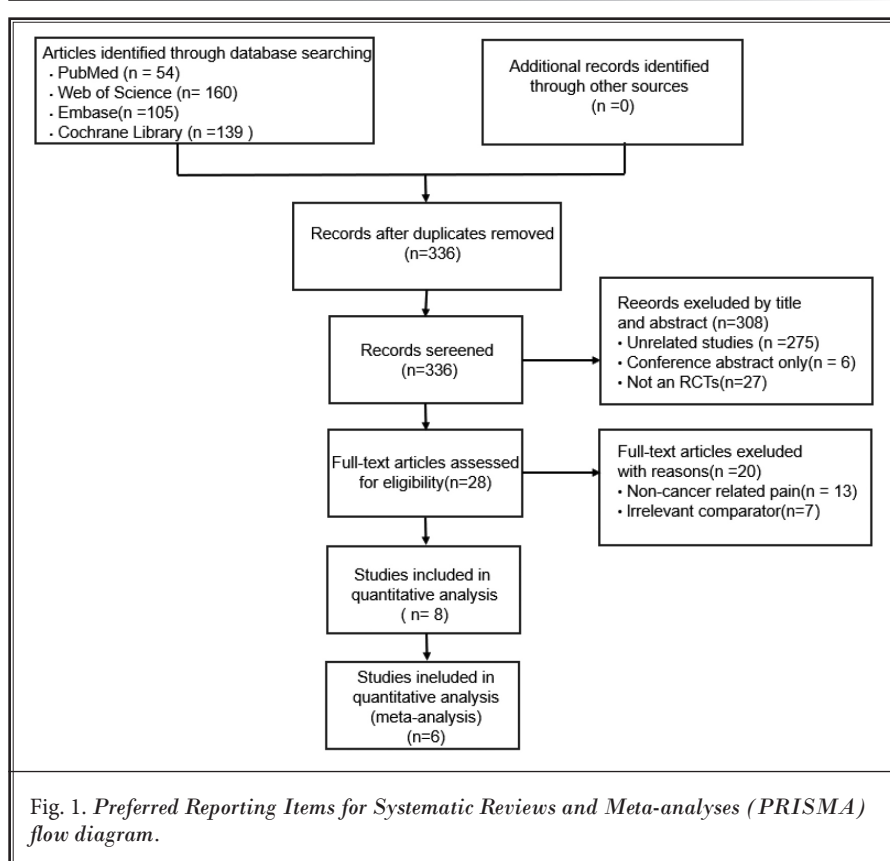 Articles identified through database searching
• PubMed (n = 54)
• Web of Science (n= 160)
• Embase(n =105)
• Cochrane Library (n =139 )
Additional records identified
through other sources
(n =0)
Records after duplicates removed
(n=336)
Records sereened
(n=336)
Reeords exeluded by title
and abstract (n=308)
• Unrelated studies (n =275)
• Conference abstract only(n = 6)
• Not an RCTs(n=27)
Full-text articles assessed
for eligibility(n=28)
Full-text articles exeluded
with reasons(n =20)
• Non-cancer related pain(n = 13)
• Irrelevant comparator(n=7)
Studies included in
quantitative analysis
( n= 8)
Studies ineluded in
quantitative analysis
(meta-analysis)
(n=6)
Fig. 1. Preferred Reporting Items for Systematic Reviews and Meta-analyses (PRISMA)
flow diagram.